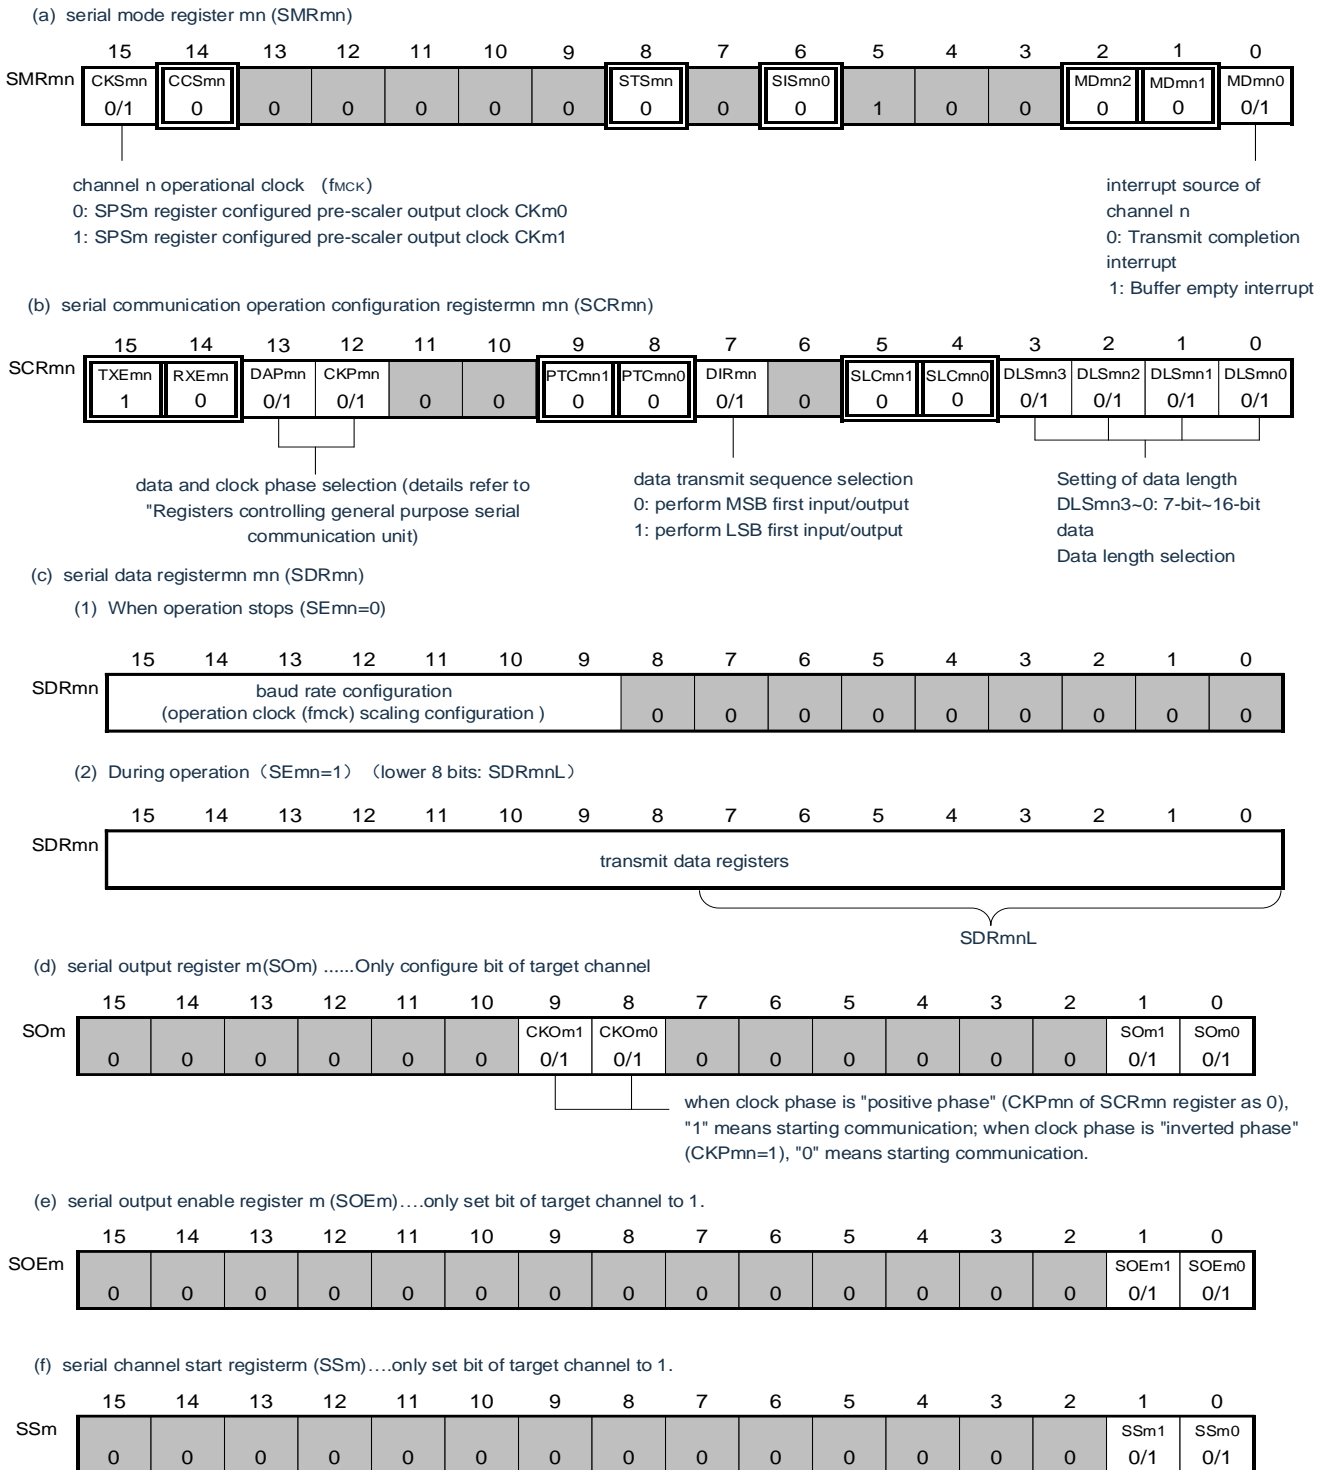 (a) serial mode register mn (SMRmn)
15 14 13 12 11 10 9 8 7 6 5 4 3 2 1 0
SMRmn CKSmn CCSmn STSmn SISmn0 MDmn2 MDmn1 MDmn0
0/1 0 0 0 0 0 0 0 0 0 1 0 0 0 0 0/1
channel n operational clock (fMCK)
0: SPSm register configured pre-scaler output clock CKm0
1: SPSm register configured pre-scaler output clock CKm1
interrupt source of
channel n
0: Transmit completion
interrupt
1: Buffer empty interrupt
(b) serial communication operation configuration registermn mn (SCRmn)
15 14 13 12 11 10 9 8 7 6 5 4 3 2 1 0
SCRmn TXEmn RXEmn DAPmn CKPmn PTCmn1 PTCmn0 DIRmn SLCmn1 SLCmn0 DLSmn3 DLSmn2 DLSmn1 DLSmn0
1 0 0/1 0/1 0 0 0 0 0/1 0 0 0 0/1 0/1 0/1 0/1
data and clock phase selection (details refer to
"Registers controlling general purpose serial
communication unit)
data transmit sequence selection
0: perform MSB first input/output
1: perform LSB first input/output
Setting of data length
DLSmn3~0: 7-bit~16-bit
data
Data length selection
(c) serial data registermn mn (SDRmn)
(1) When operation stops (SEmn=0)
15 14 13 12 11 10 9 8 7 6 5 4 3 2 1 0
SDRmn baud rate configuration
(operation clock (fmck) scaling configuration ) 0 0 0 0 0 0 0 0 0
(2) During operation（SEmn=1）（lower 8 bits: SDRmnL）
15 14 13 12 11 10 9 8 7 6 5 4 3 2 1 0
SDRmn transmit data registers
SDRmnL
(d) serial output register m(SOm) ......Only configure bit of target channel
15 14 13 12 11 10 9 8 7 6 5 4 3 2 1 0
SOm CKOm1 CKOm0 SOm1 SOm0
0 0 0 0 0 0 0/1 0/1 0 0 0 0 0 0 0/1 0/1
when clock phase is "positive phase" (CKPmn of SCRmn register as 0),
"1" means starting communication; when clock phase is "inverted phase"
(CKPmn=1), "0" means starting communication.
(e) serial output enable register m (SOEm)….only set bit of target channel to 1.
15 14 13 12 11 10 9 8 7 6 5 4 3 2 1 0
SOEm SOEm1 SOEm0
0 0 0 0 0 0 0 0 0 0 0 0 0 0 0/1 0/1
(f) serial channel start registerm (SSm)….only set bit of target channel to 1.
15 14 13 12 11 10 9 8 7 6 5 4 3 2 1 0
SSm SSm1 SSm0
0 0 0 0 0 0 0 0 0 0 0 0 0 0 0/1 0/1